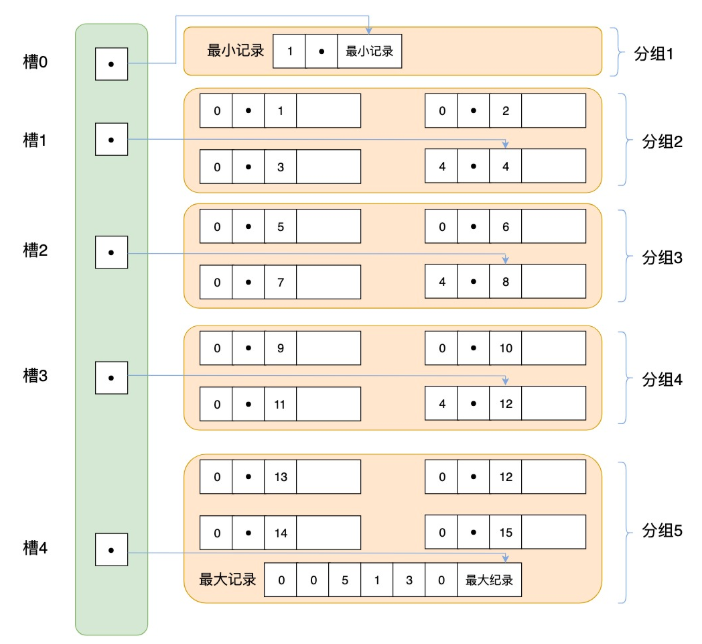 槽0
最小记录 1 • 最小记录
分组1
槽1
0 • 1
0 • 2
0 • 3
4 • 4
分组2
槽2
0 • 5
0 • 6
0 • 7
4 • 8
分组3
槽3
0 • 9
0 • 10
0 • 11
4 • 12
分组4
槽4
0 • 13
0 • 12
0 • 14
0 • 15
最大记录 0 0 5 1 3 0 最大纪录
分组5